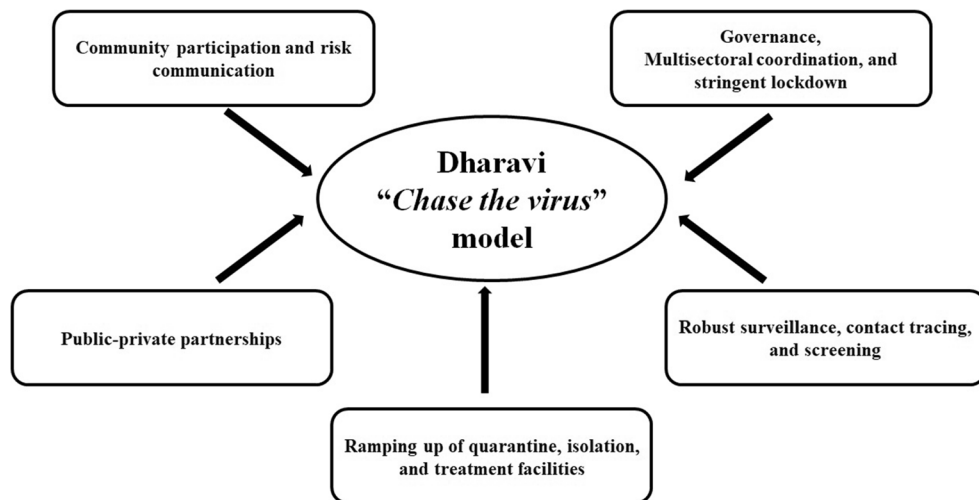 Community participation and risk
communication
Governance,
Multisectoral coordination, and
stringent lockdown
Dharavi
“Chase the virus”
model
Public-private partnerships
Robust surveillance, contact tracing,
and screening
Ramping up of quarantine, isolation,
and treatment facilities